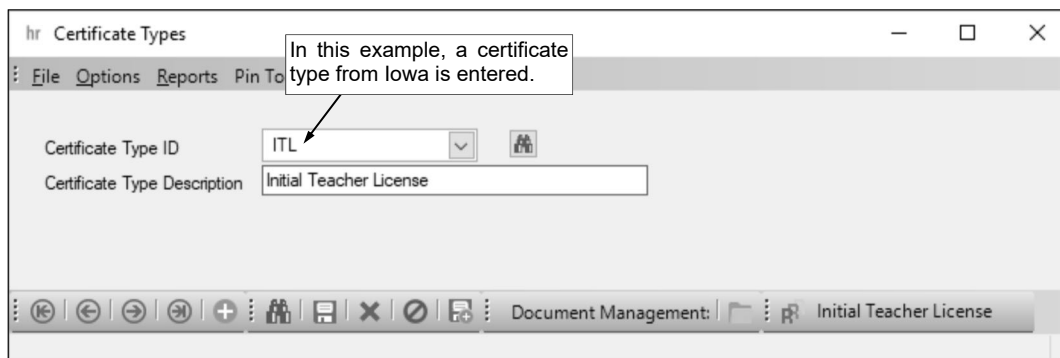 hr Certificate Types
In this example, a certificate
type from Iowa is entered.
File Options Reports Pin To
Certificate Type ID ITL
Certificate Type Description Initial Teacher License
Document Management: Initial Teacher License